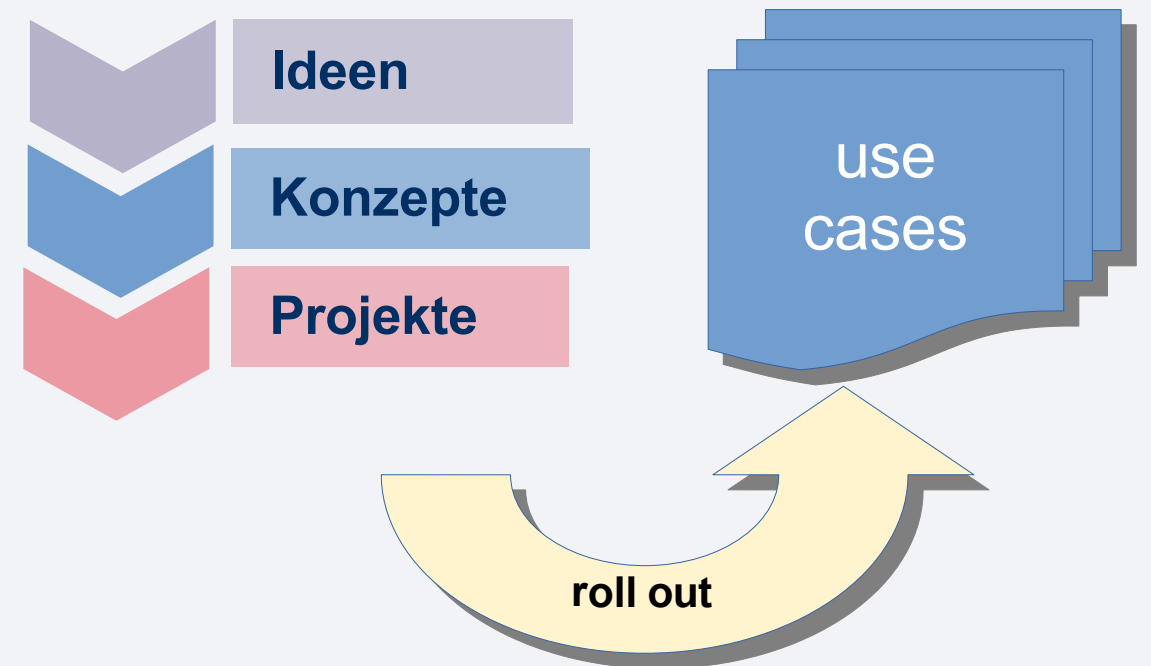 Ideen
Konzepte
Projekte
use
cases
roll out